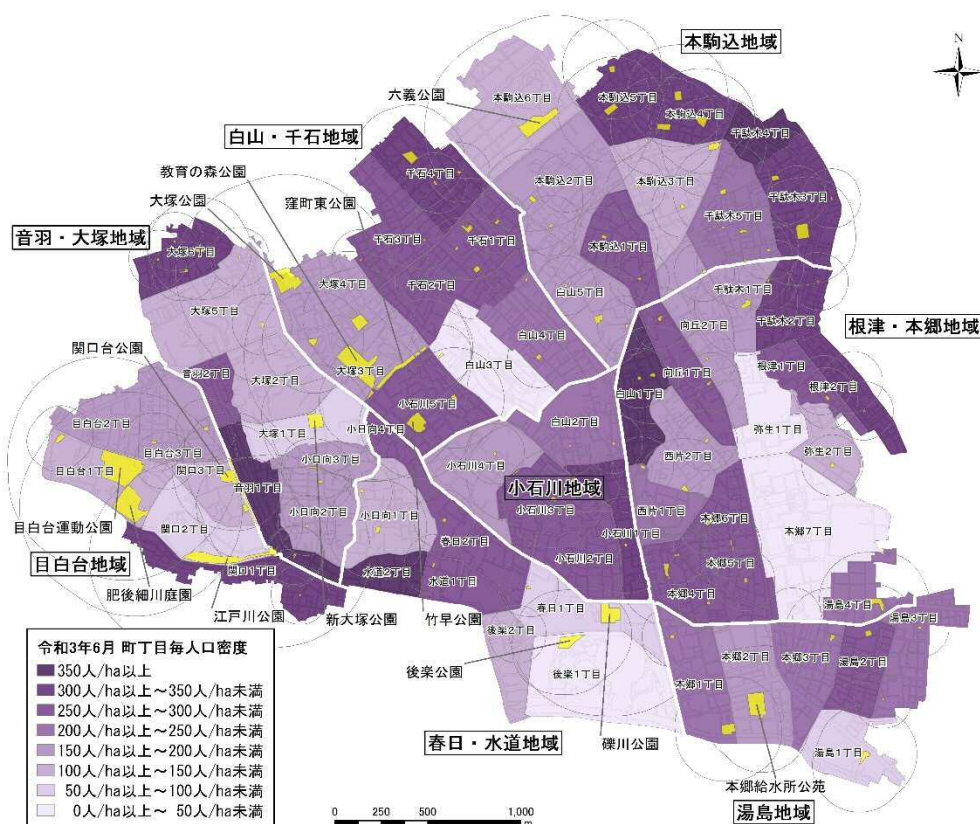 本駒込地域
N
六義公園
本駒込6丁目
本駒込5丁目
本駒込4丁目
千駄木4丁目
白山・千石地域
教育の森公園
千石4丁目
本駒込2丁目
本駒込3丁目
千駄木3丁目
大塚公園
窪町東公園
千駄木5丁目
音羽・大塚地域
千石3丁目
千石1丁目
本駒込1丁目
大塚6丁目
大塚4丁目
千石2丁目
白山5丁目
千駄木1丁目
大塚5丁目
千駄木2丁目
根津・本郷地域
関口台公園
白山4丁目
向丘2丁目
音羽2丁目
大塚2丁目
大塚3丁目
白山3丁目
向丘1丁目
根津1丁目
根津2丁目
白山1丁目
小石川5丁目
目白台2丁目
大塚1丁目
小日向4丁目
白山2丁目
弥生1丁目
目白台3丁目
小日向3丁目
小石川4丁目
西片2丁目
弥生2丁目
目白台1丁目
関口3丁目
音羽1丁目
小石川地域
小日向2丁目
小日向1丁目
小石川3丁目
西片1丁目
本郷6丁目
目白台運動公園
関口2丁目
小石川1丁目
本郷7丁目
春日2丁目
目白台地域
関口1丁目
水道2丁目
水道1丁目
小石川2丁目
本郷5丁目
肥後細川庭園
本郷4丁目
江戸川公園
新大塚公園
竹早公園
春日1丁目
湯島4丁目
湯島3丁目
後楽2丁目
本郷2丁目
本郷3丁目
湯島2丁目
後楽公園
後楽1丁目
本郷1丁目
春日・水道地域
礫川公園
湯島1丁目
本郷給水所公苑
湯島地域
令和3年6月 町丁目毎人口密度
350人/ha以上
300人/ha以上～350人/ha未満
250人/ha以上～300人/ha未満
200人/ha以上～250人/ha未満
150人/ha以上～200人/ha未満
100人/ha以上～150人/ha未満
50人/ha以上～100人/ha未満
0人/ha以上～ 50人/ha未満
0 250 500 1,000
m